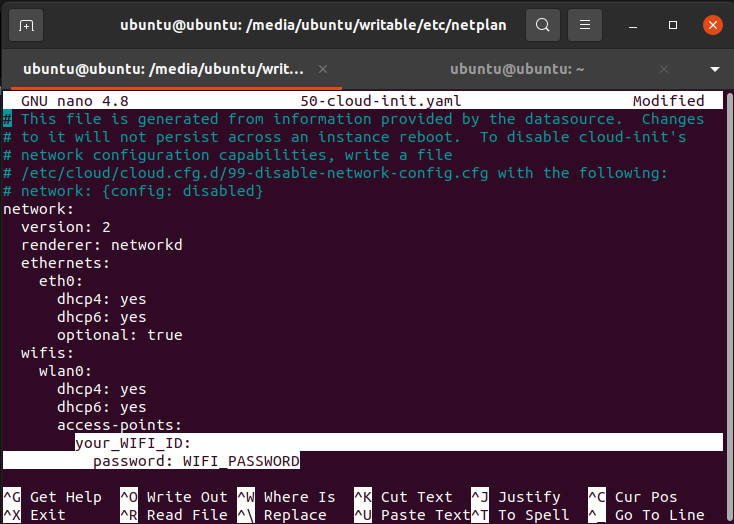 ubuntu@ubuntu: /media/ubuntu/writable/etc/netplan
ubuntu@ubuntu: /media/ubuntu/writ... × ubuntu@ubuntu: ~ ×
GNU nano 4.8 50-cloud-init.yaml Modified
# This file is generated from information provided by the datasource.  Changes
# to it will not persist across an instance reboot.  To disable cloud-init's
# network configuration capabilities, write a file
# /etc/cloud/cloud.cfg.d/99-disable-network-config.cfg with the following:
# network: {config: disabled}
network:
  version: 2
  renderer: networkd
  ethernets:
    eth0:
      dhcp4: yes
      dhcp6: yes
      optional: true
  wifis:
    wlan0:
      dhcp4: yes
      dhcp6: yes
      access-points:
        your_WIFI_ID:
          password: WIFI_PASSWORD
^G Get Help ^O Write Out ^W Where Is ^K Cut Text ^J Justify ^C Cur Pos
^X Exit ^R Read File ^\ Replace ^U Paste Text ^T To Spell ^_ Go To Line